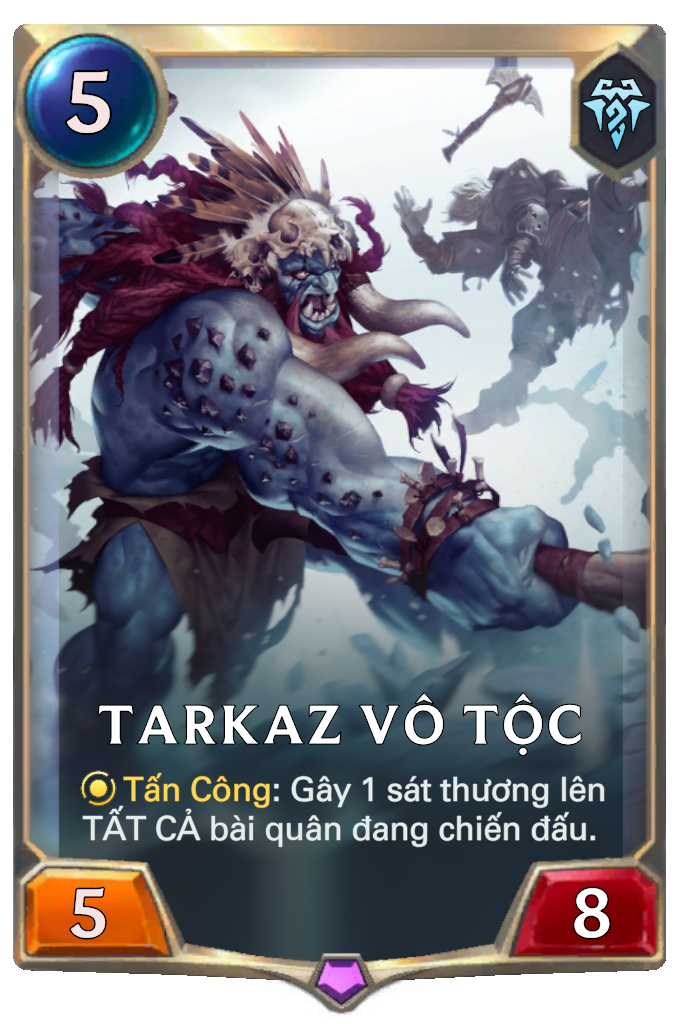 5
TARKAZ VÔ TỘC
Tấn Công: Gây 1 sát thương lên
TẤT CẢ bài quân đang chiến đấu.
5
8